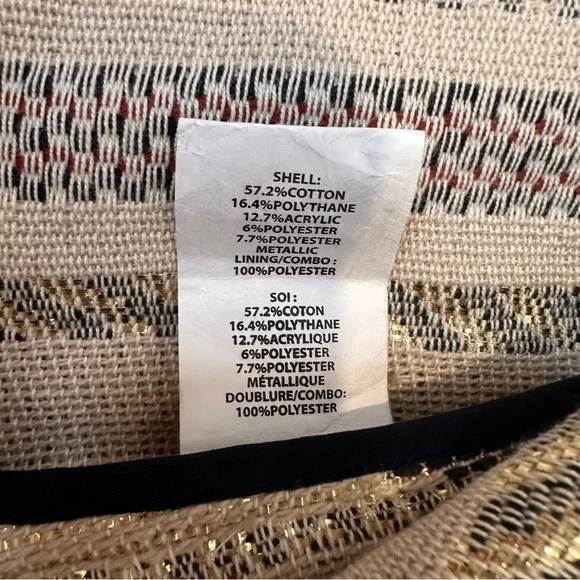 SHELL:
57.2%COTTON
16.4%POLYTHANE
12.7%ACRYLIC
6%POLYESTER
7.7%POLYESTER
METALLIC
LINING/COMBO :
100%POLYESTER
SOI :
57.2%COTON
16.4%POLYTHANE
12.7%ACRYLIQUE
6%POLYESTER
7.7%POLYESTER
MÉTALLIQUE
DOUBLURE/COMBO:
100%POLYESTER